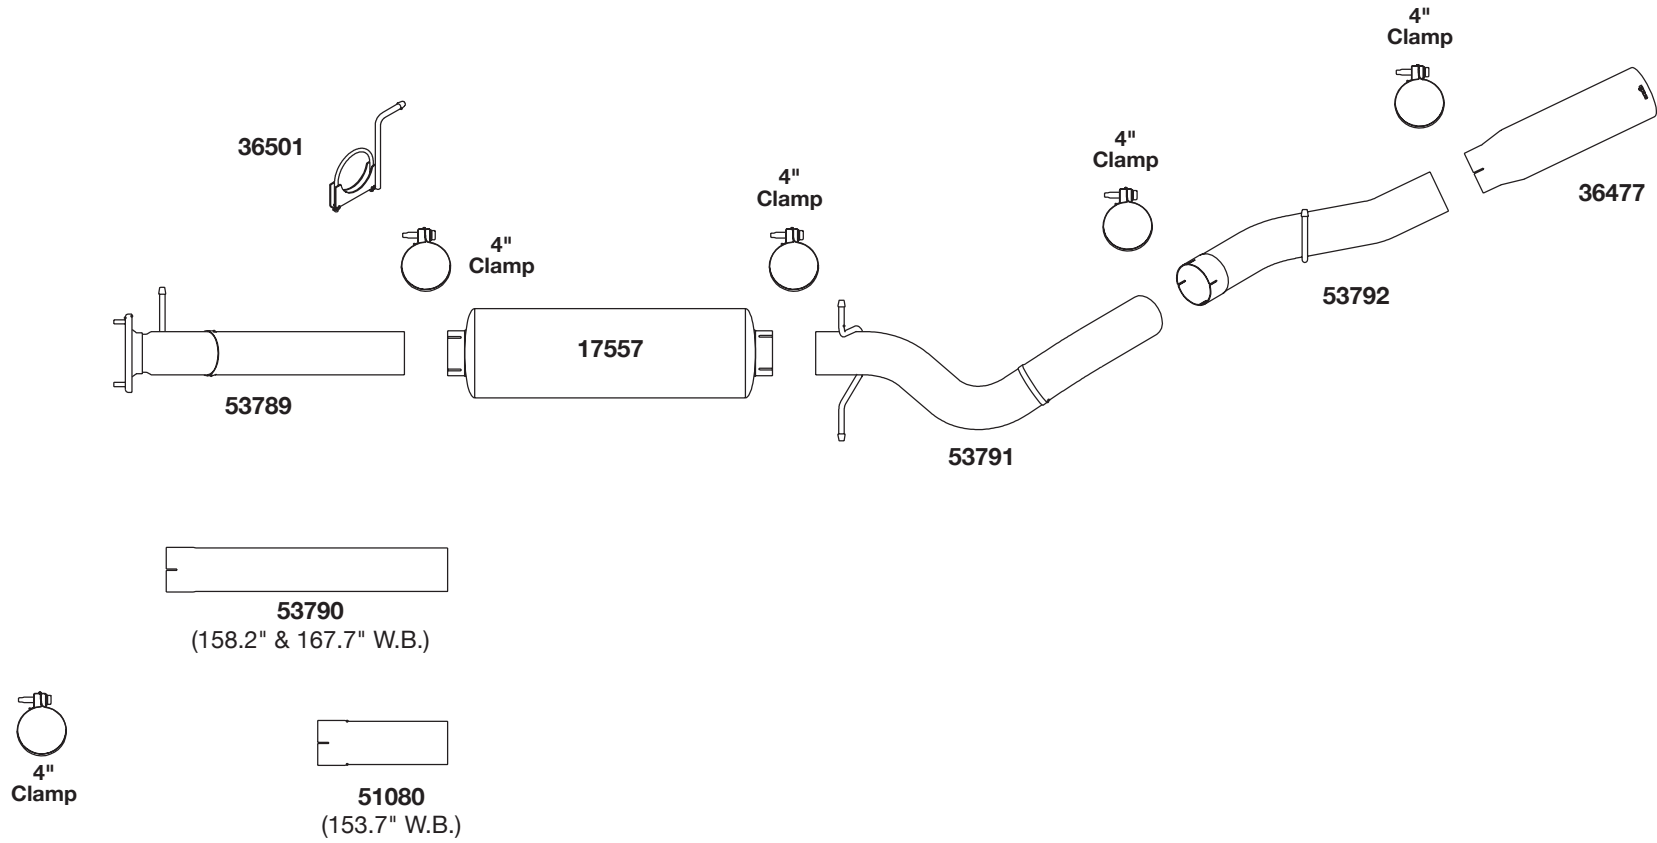 4"
Clamp
36501
4"
Clamp
4"
Clamp
36477
4"
Clamp
53792
17557
53789
53791
53790
(158.2" & 167.7" W.B.)
4"
Clamp
51080
(153.7" W.B.)